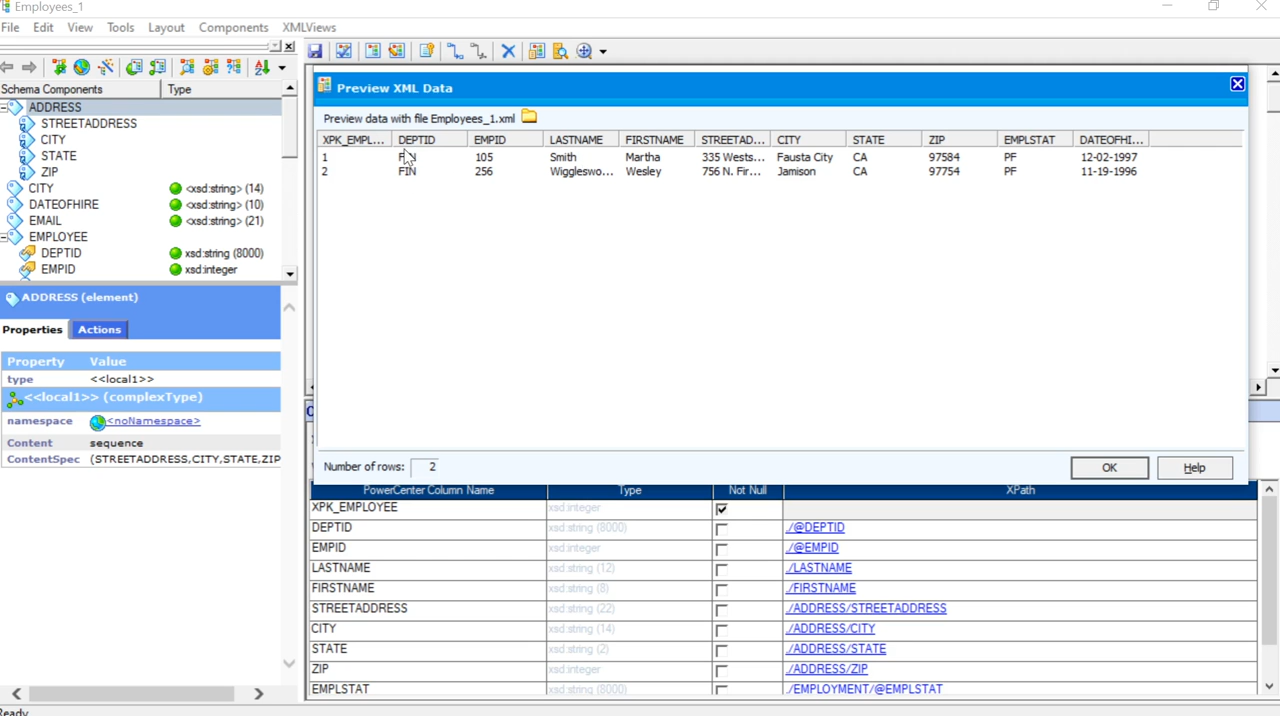 Employees_1
File Edit View Tools Layout Components XMLViews
Schema Components Type
ADDRESS
STREETADDRESS
CITY
STATE
ZIP
CITY <xsd:string> (14)
DATEOFHIRE <xsd:string> (10)
EMAIL <xsd:string> (21)
EMPLOYEE
DEPTID xsd:string (8000)
EMPID xsd:integer
ADDRESS (element)
Properties Actions
Property Value
type <<local1>>
<<local1>> (complexType)
namespace <noNamespace>
Content sequence
ContentSpec (STREETADDRESS,CITY,STATE,ZIP
Ready
Preview XML Data
Preview data with file Employees_1.xml
XPK_EMPL... DEPTID EMPID LASTNAME FIRSTNAME STREETAD... CITY STATE ZIP EMPLSTAT DATEOFHI...
1 105 Smith Martha 335 Wests... Fausta City CA 97584 PF 12-02-1997
2 FIN 256 Wiggleswo... Wesley 756 N. Fir... Jamison CA 97754 PF 11-19-1996
Number of rows: 2
OK Help
PowerCenter Column Name Type Not Null XPath
XPK_EMPLOYEE xsd:integer
DEPTID xsd:string (8000) ./@DEPTID
EMPID xsd:integer ./@EMPID
LASTNAME xsd:string (12) ./LASTNAME
FIRSTNAME xsd:string (8) ./FIRSTNAME
STREETADDRESS xsd:string (22) ./ADDRESS/STREETADDRESS
CITY xsd:string (14) ./ADDRESS/CITY
STATE xsd:string (2) ./ADDRESS/STATE
ZIP xsd:integer ./ADDRESS/ZIP
EMPLSTAT xsd:string (8000) ./EMPLOYMENT/@EMPLSTAT